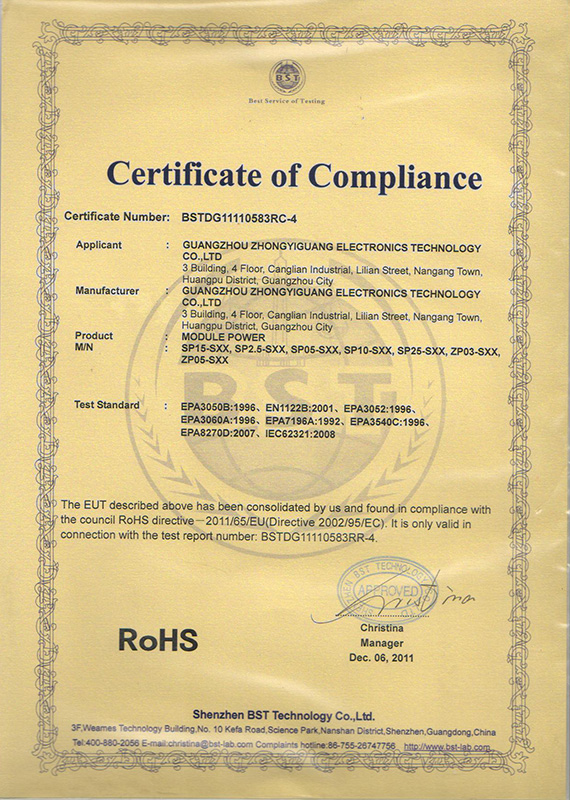 BST
Best Service of Testing
Certificate of Compliance
Certificate Number: BSTDG11110583RC-4
Applicant : GUANGZHOU ZHONGYIGUANG ELECTRONICS TECHNOLOGY
CO.,LTD
3 Building, 4 Floor, Canglian Industrial, Lilian Street, Nangang Town,
Huangpu District, Guangzhou City
Manufacturer : GUANGZHOU ZHONGYIGUANG ELECTRONICS TECHNOLOGY
CO.,LTD
3 Building, 4 Floor, Canglian Industrial, Lilian Street, Nangang Town,
Huangpu District, Guangzhou City
Product : MODULE POWER
M/N : SP15-SXX, SP2.5-SXX, SP05-SXX, SP10-SXX, SP25-SXX, ZP03-SXX,
ZP05-SXX
BST
Test Standard : EPA3050B:1996、EN1122B:2001、EPA3052:1996、
EPA3060A:1996、EPA7196A:1992、EPA3540C:1996、
EPA8270D:2007、IEC62321:2008
The EUT described above has been consolidated by us and found in compliance with
the council RoHS directive－2011/65/EU(Directive 2002/95/EC). It is only valid in
connection with the test report number: BSTDG11110583RR-4.
APPROVED
Christina
RoHS
Christina
Manager
Dec. 06, 2011
Shenzhen BST Technology Co.,Ltd.
3F,Weames Technology Building,No. 10 Kefa Road,Science Park,Nanshan District,Shenzhen,Guangdong,China
Tel:400-880-2056 E-mail:christina@bst-lab.com Complaints hotline:86-755-26747756 http://www.bst-lab.com